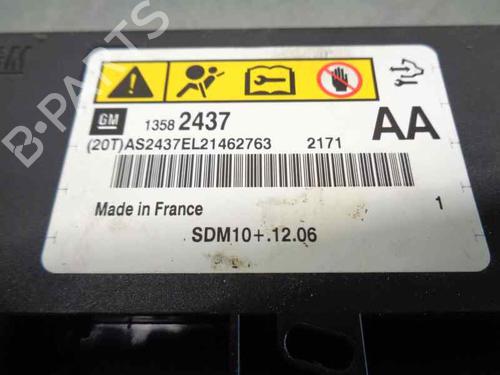 B-PARTS
GM 1358 2437 AA
(20T)AS2437EL21462763 2171
Made in France 1
SDM10+.12.06